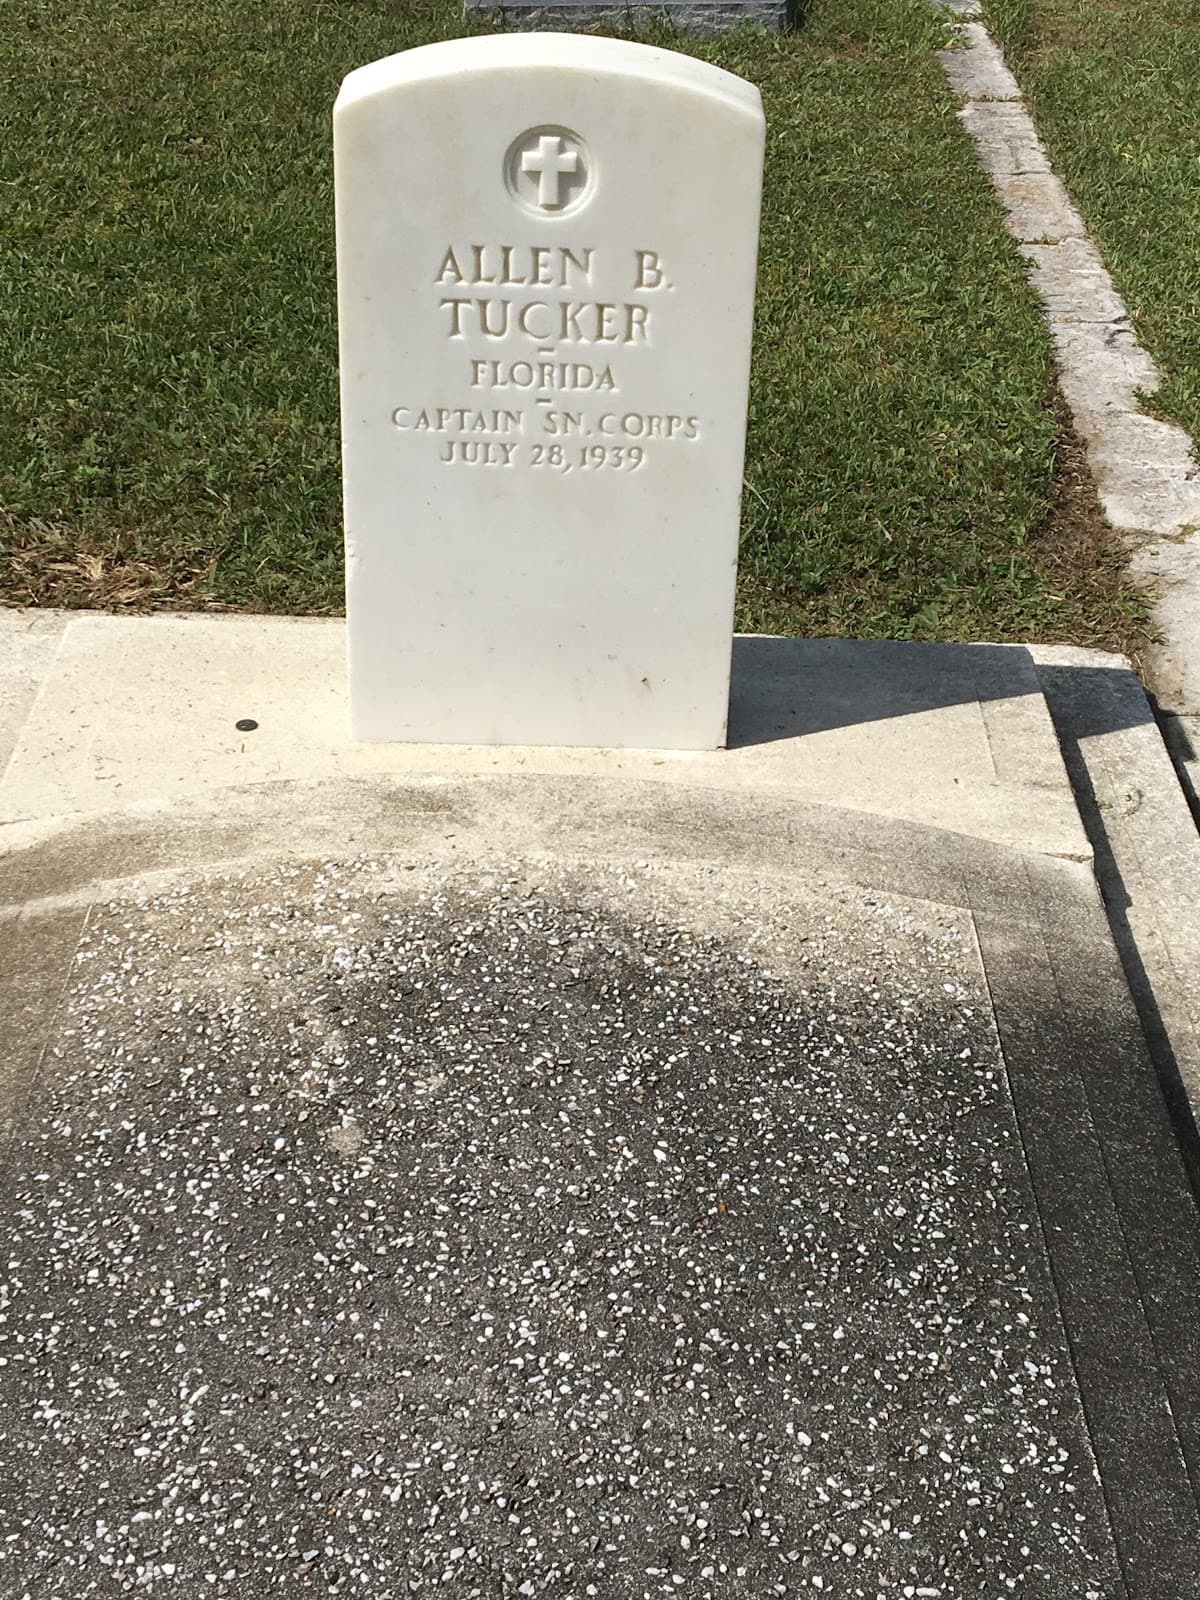 ALLEN B.
TUCKER
FLORIDA
CAPTAIN SN. CORPS
JULY 28, 1939